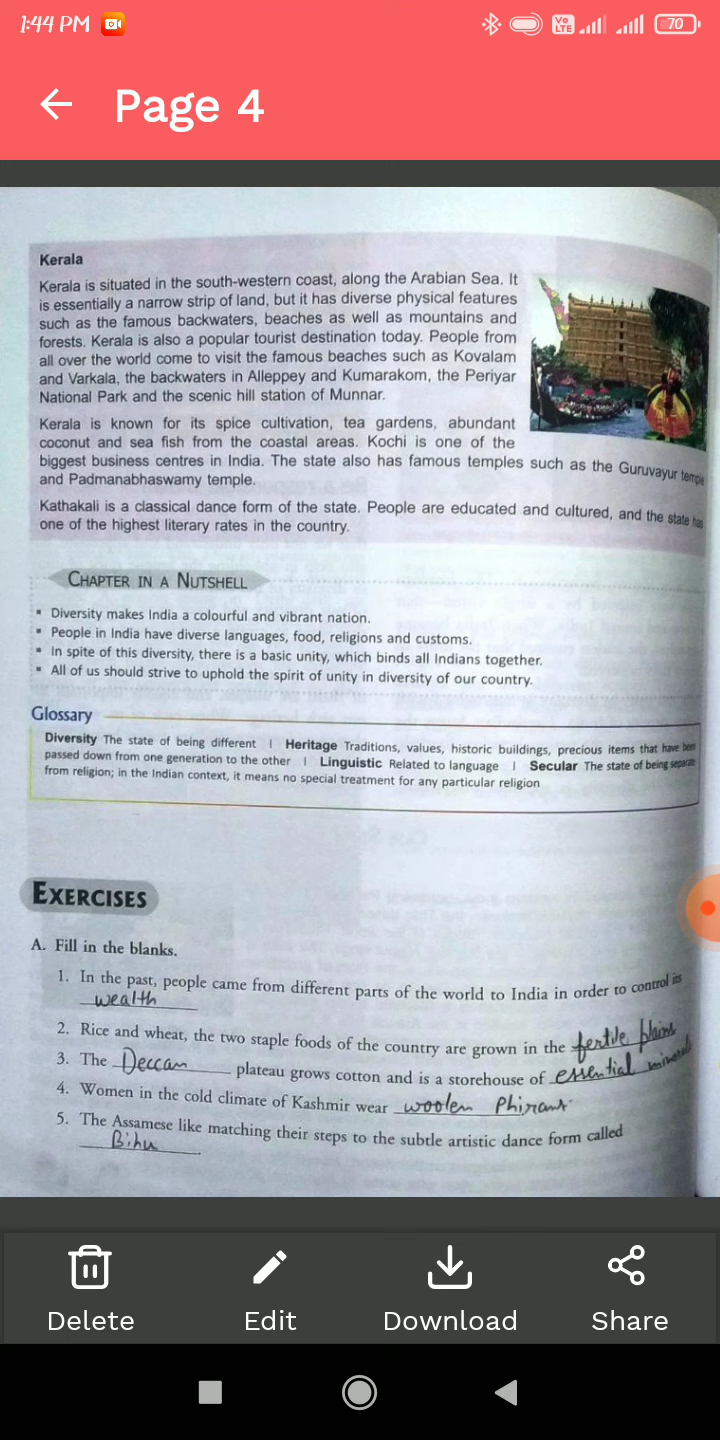 1:44 PM
Vo LTE
70
Page 4
Kerala
Kerala is situated in the south-western coast, along the Arabian Sea. It
is essentially a narrow strip of land, but it has diverse physical features
such as the famous backwaters, beaches as well as mountains and
forests. Kerala is also a popular tourist destination today. People from
all over the world come to visit the famous beaches such as Kovalam
and Varkala, the backwaters in Alleppey and Kumarakom, the Periyar
National Park and the scenic hill station of Munnar.
Kerala is known for its spice cultivation, tea gardens, abundant
coconut and sea fish from the coastal areas. Kochi is one of the
biggest business centres in India. The state also has famous temples such as the Guruvayur temple
and Padmanabhaswamy temple.
Kathakali is a classical dance form of the state. People are educated and cultured, and the state has
one of the highest literary rates in the country.
CHAPTER IN A NUTSHELL
▪ Diversity makes India a colourful and vibrant nation.
▪ People in India have diverse languages, food, religions and customs.
▪ In spite of this diversity, there is a basic unity, which binds all Indians together.
▪ All of us should strive to uphold the spirit of unity in diversity of our country.
Glossary
Diversity The state of being different | Heritage Traditions, values, historic buildings, precious items that have been
passed down from one generation to the other | Linguistic Related to language | Secular The state of being separate
from religion; in the Indian context, it means no special treatment for any particular religion
EXERCISES
A. Fill in the blanks.
1. In the past, people came from different parts of the world to India in order to control its
wealth
2. Rice and wheat, the two staple foods of the country are grown in the fertile plains
3. The Deccan plateau grows cotton and is a storehouse of essential minerals
4. Women in the cold climate of Kashmir wear woolen Phirans.
5. The Assamese like matching their steps to the subtle artistic dance form called
Bihu.
Delete Edit Download Share